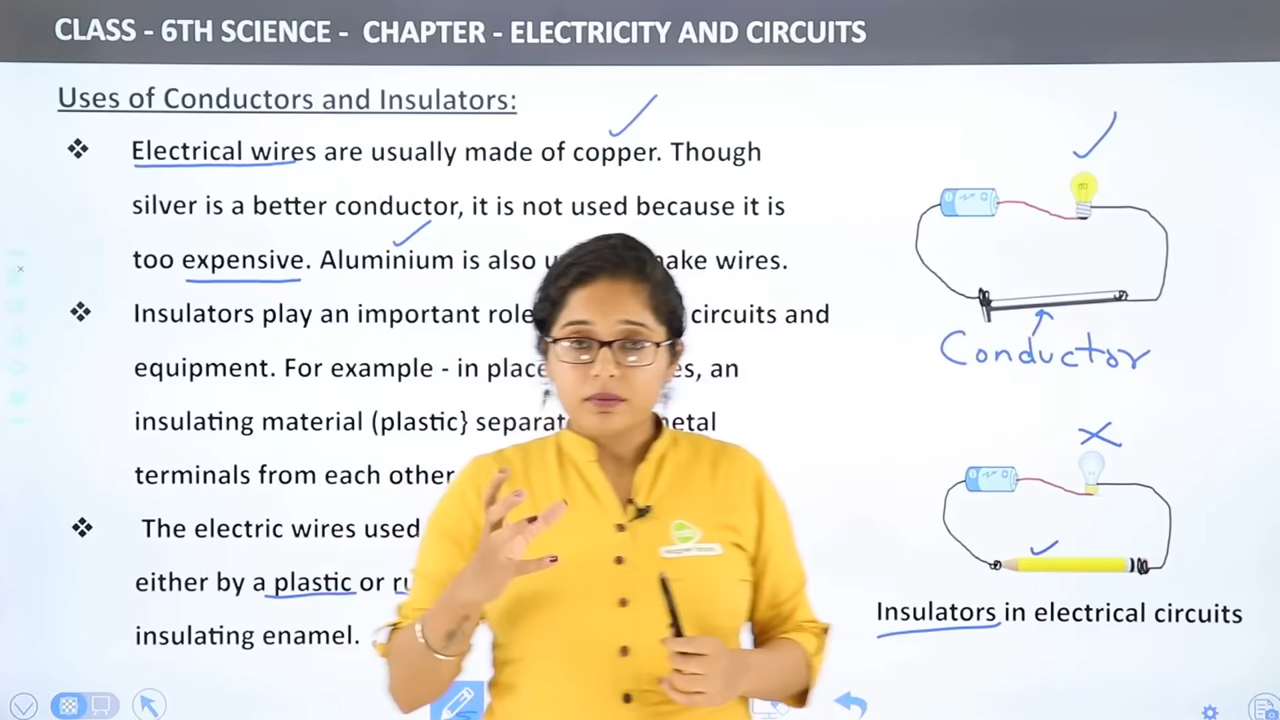 CLASS - 6TH SCIENCE - CHAPTER - ELECTRICITY AND CIRCUITS
Uses of Conductors and Insulators:
Electrical wires are usually made of copper. Though
silver is a better conductor, it is not used because it is
too expensive. Aluminium is also wires.
Insulators play an important role circuits and
equipment. For example - in place an
insulating material (plastic}
terminals from each other
The electric wires used
either by a plastic or
insulating enamel.
Conductor
Insulators in electrical circuits